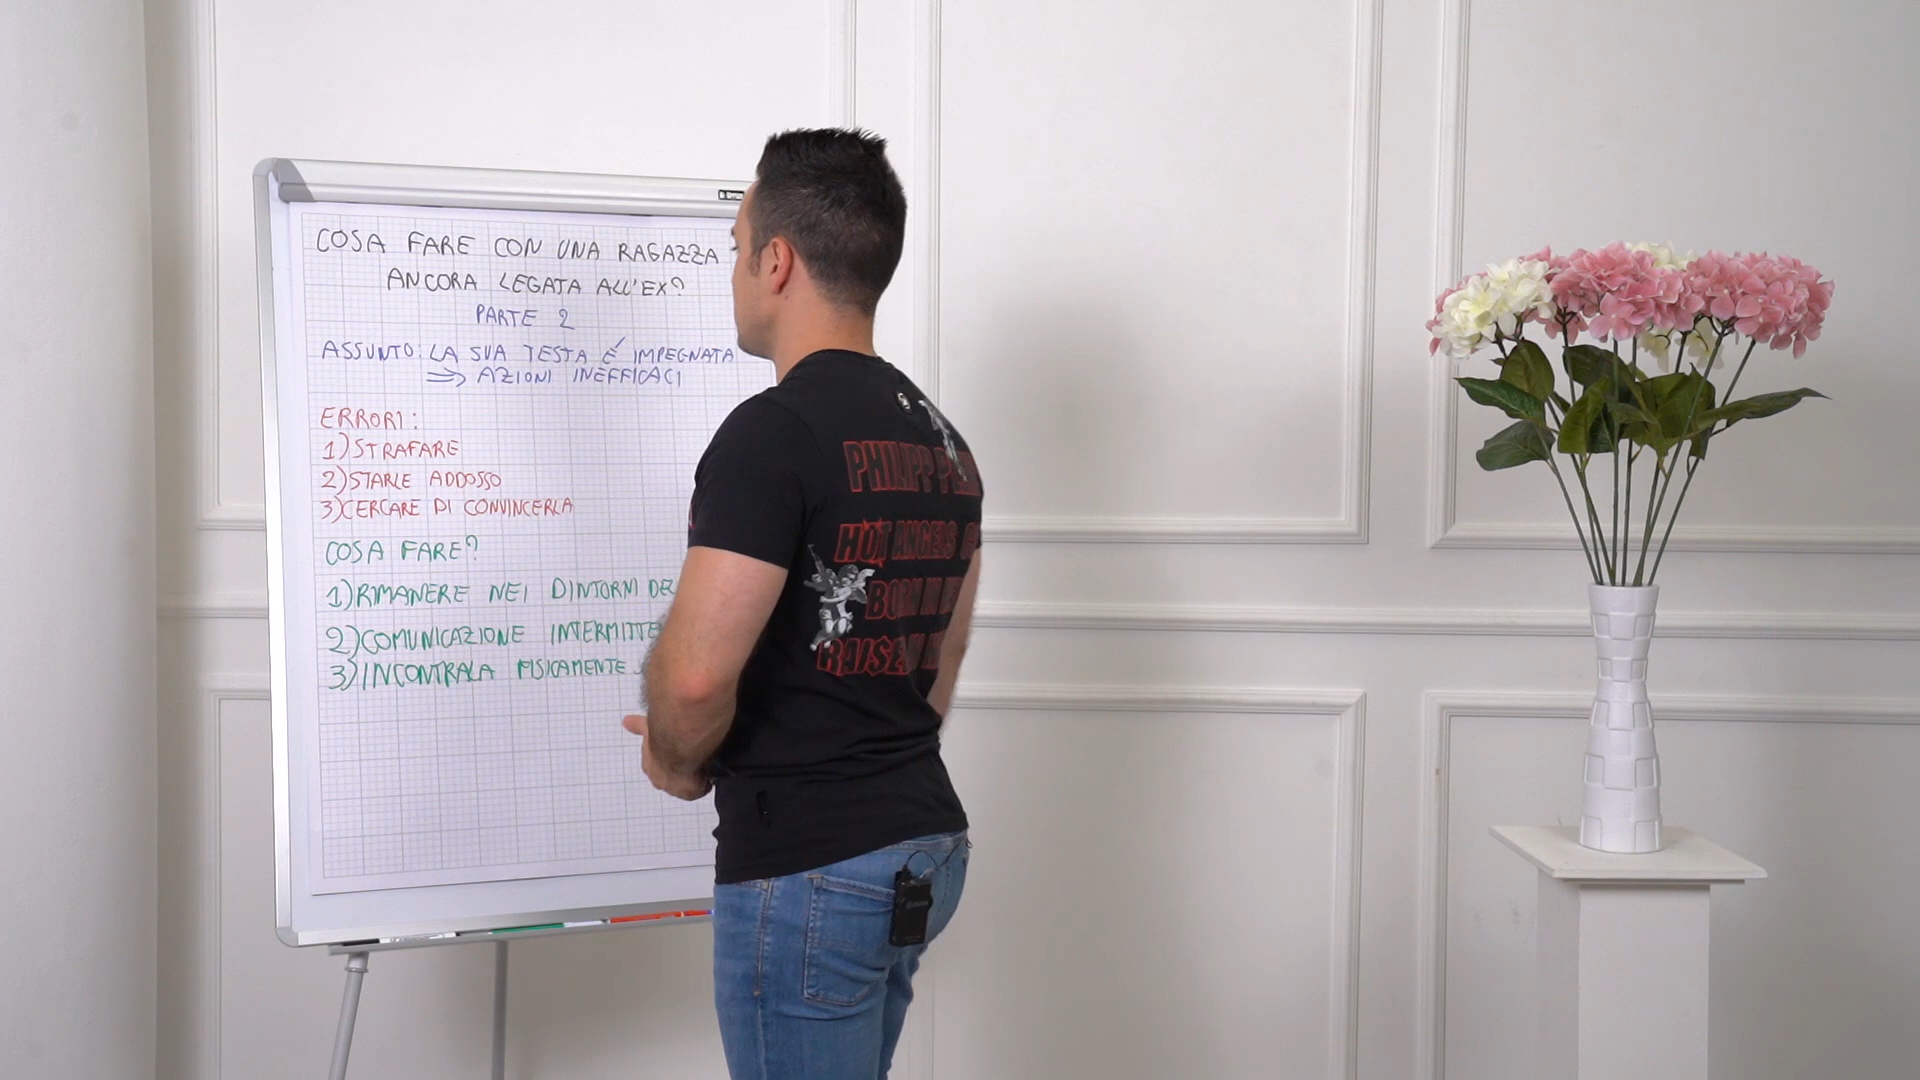 COSA FARE CON UNA RAGAZZA
ANCORA LEGATA ALL'EX?
PARTE 2
ASSUNTO: LA SUA TESTA É IMPEGNATA
=> AZIONI INEFFICACI
ERRORI:
1) STRAFARE
2) STARLE ADDOSSO
3) CERCARE DI CONVINCERLA
COSA FARE?
1) RIMANERE NEI DINTORNI
2) COMUNICAZIONE
3) INCONTRALA FISICAMENTE
PHILIPP
HOT ANGELS
BORN IN